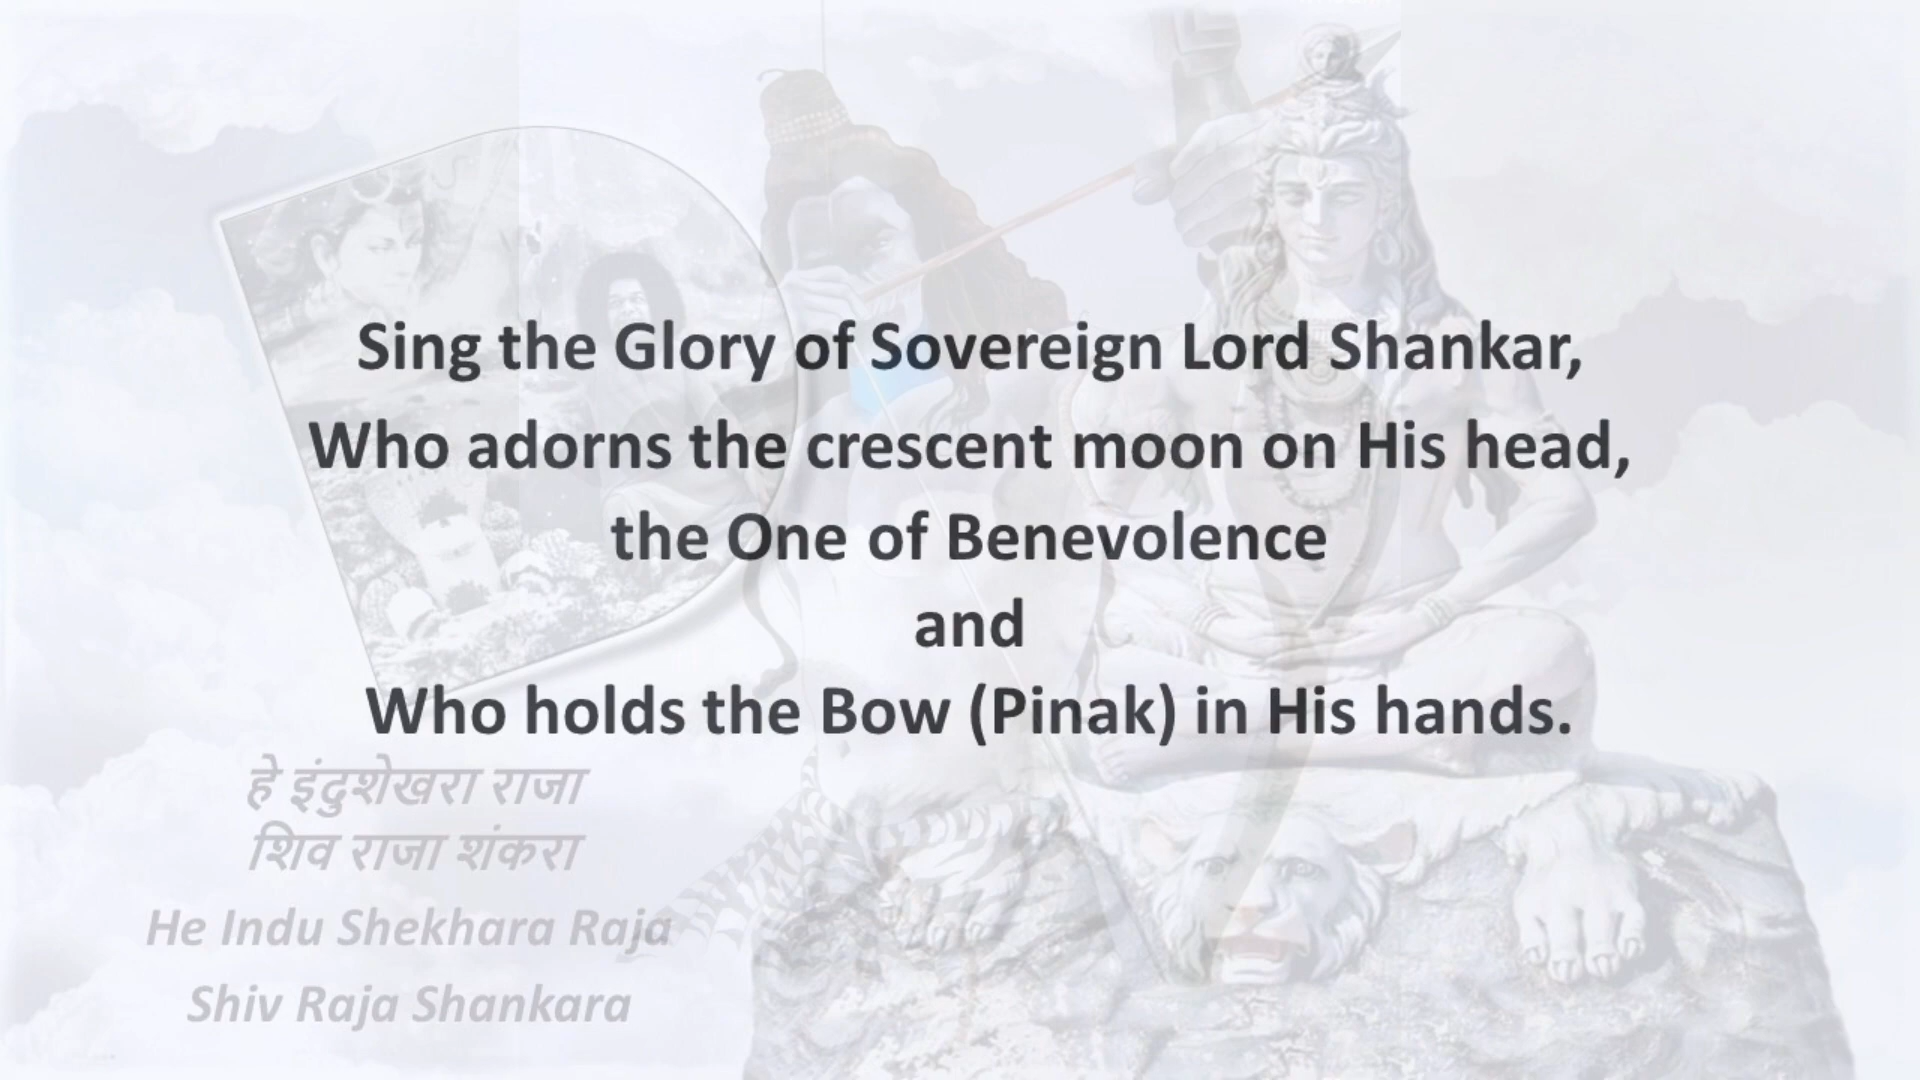 Sing the Glory of Sovereign Lord Shankar,
Who adorns the crescent moon on His head,
the One of Benevolence
and
Who holds the Bow (Pinak) in His hands.
हे इंदुशेखरा राजा
शिव राजा शंकरा
He Indu Shekhara Raja
Shiv Raja Shankara